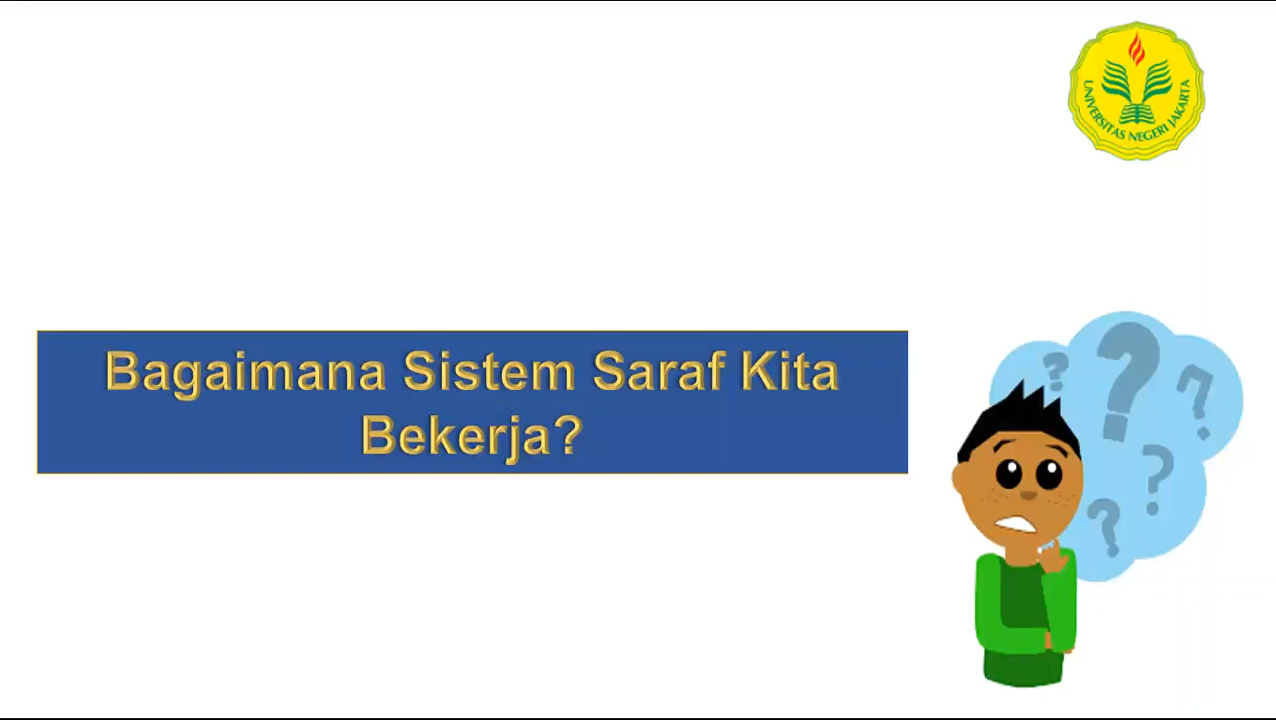 UNIVERSITAS NEGERI JAKARTA
Bagaimana Sistem Saraf Kita
Bekerja?
? ? ? ? ?